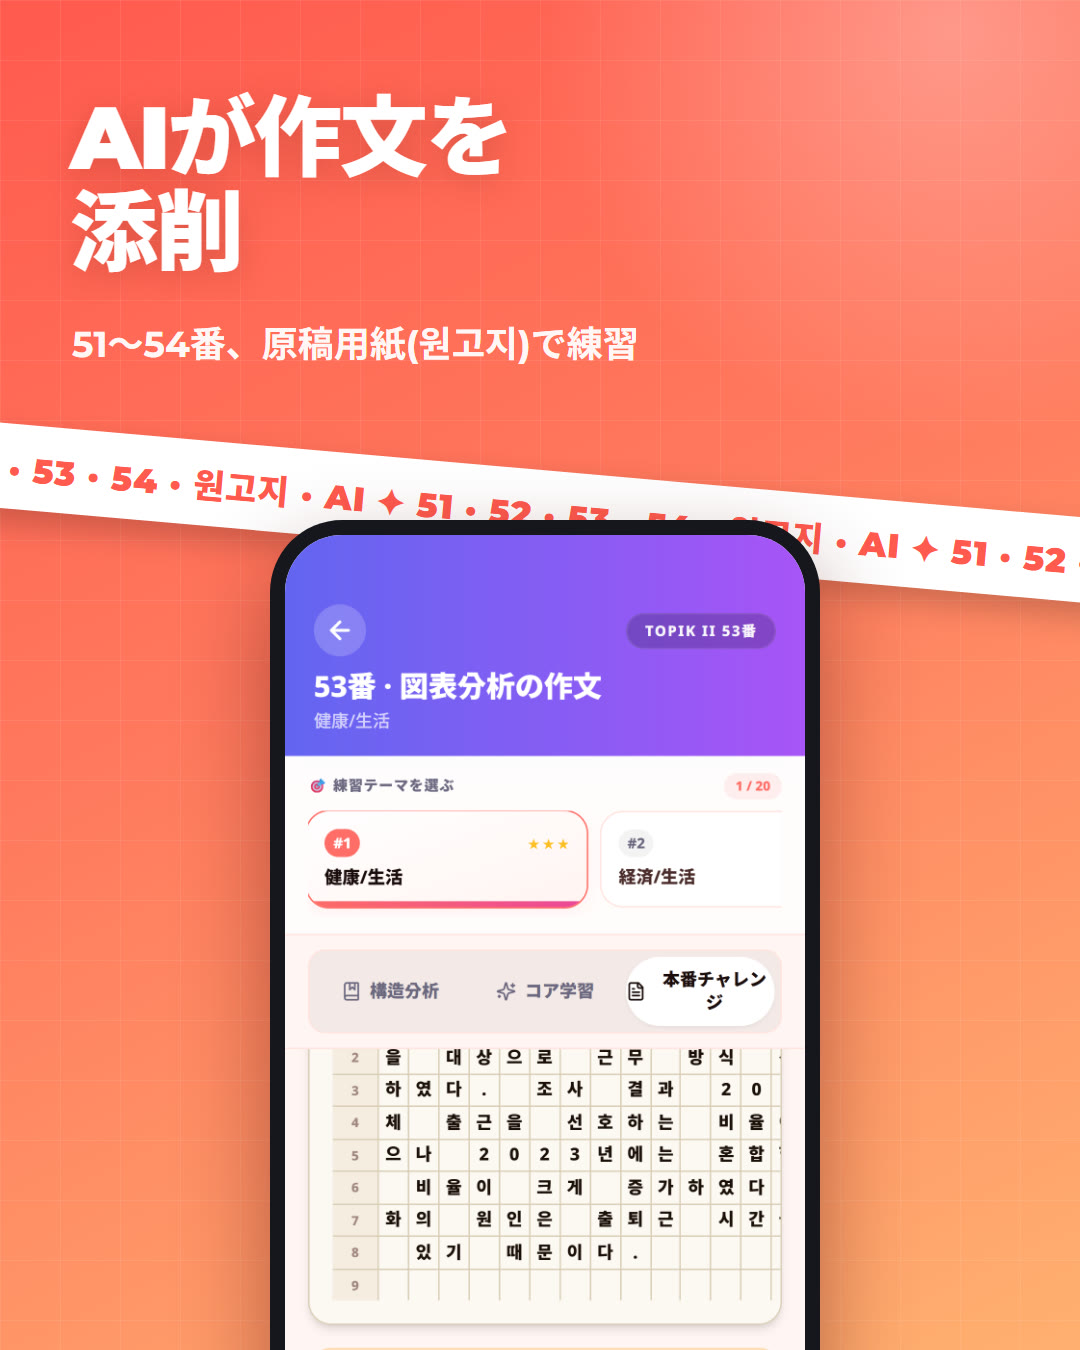 AIが作文を
添削
51〜54番、原稿用紙(원고지)で練習
· 53 · 54 · 원고지 · AI ✦ 51 · 52 · 53 · AI ✦ 51 · 52 ·
TOPIK II 53番
53番 · 図表分析の作文
健康/生活
練習テーマを選ぶ
1 / 20
#1 ★★★
健康/生活
#2
経済/生活
構造分析
コア学習
本番チャレン
ジ
2 을 대상으로 근무 방식
3 하였다. 조사 결과 20
4 체 출근을 선호하는 비율
5 으나 2023년에는 혼합
6 비율이 크게 증가하였다
7 화의 원인은 출퇴근 시간
8 있기 때문이다.
9